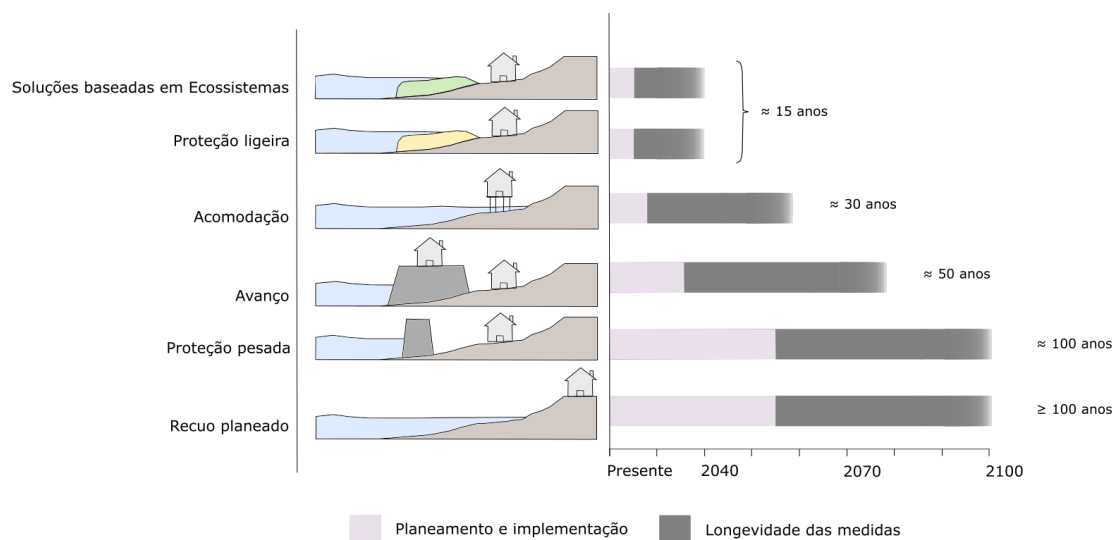 Soluções baseadas em Ecossistemas
Proteção ligeira
≈ 15 anos
Acomodação
≈ 30 anos
Avanço
≈ 50 anos
Proteção pesada
≈ 100 anos
Recuo planeado
≥ 100 anos
Presente 2040 2070 2100
Planeamento e implementação Longevidade das medidas